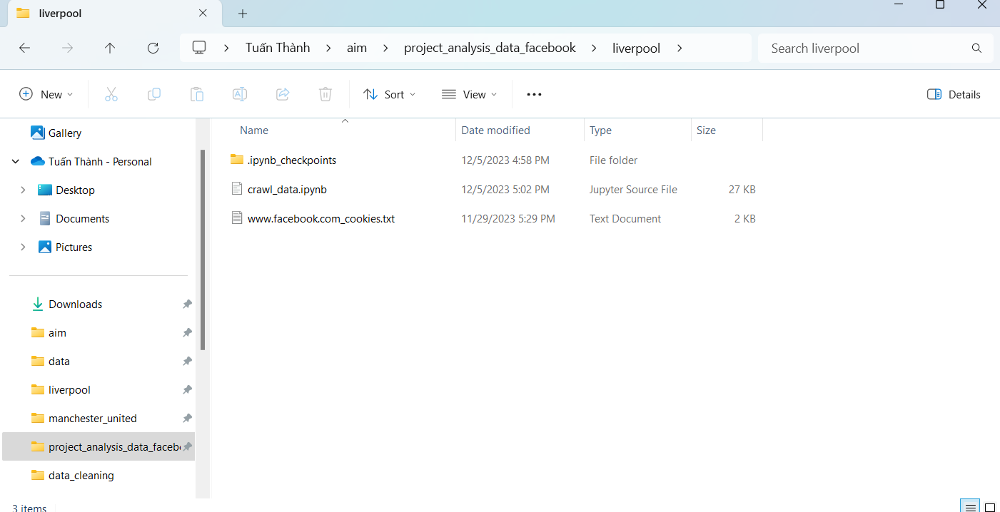 liverpool
Tuấn Thành aim project_analysis_data_facebook liverpool
Search liverpool
New Sort View Details
Gallery
Tuấn Thành - Personal
Desktop
Documents
Pictures
Downloads
aim
data
liverpool
manchester_united
project_analysis_data_facebo
data_cleaning
Name Date modified Type Size
.ipynb_checkpoints 12/5/2023 4:58 PM File folder
crawl_data.ipynb 12/5/2023 5:02 PM Jupyter Source File 27 KB
www.facebook.com_cookies.txt 11/29/2023 5:29 PM Text Document 2 KB
3 items